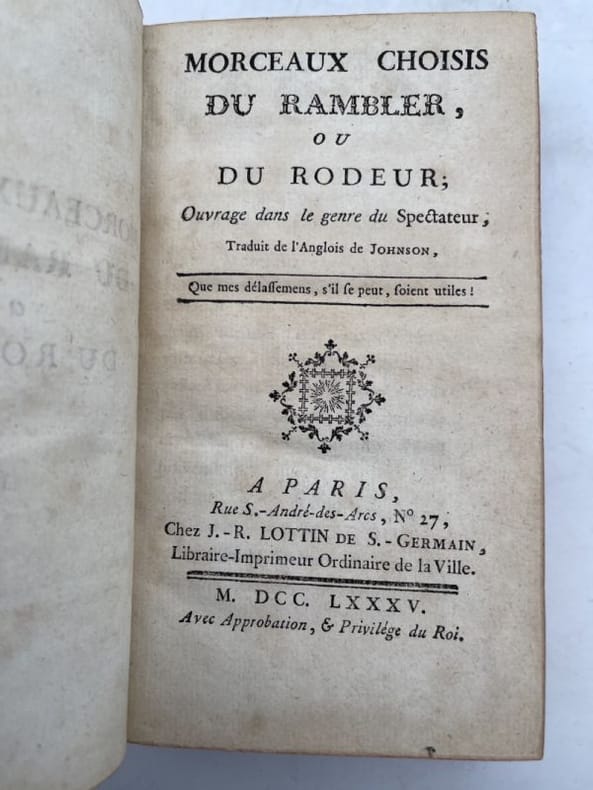 MORCEAUX CHOISIS
DU RAMBLER,
OU
DU RODEUR;
Ouvrage dans le genre du Spectateur;
Traduit de l'Anglois de JOHNSON,
Que mes délaſſemens, s'il ſe peut, ſoient utiles!
A PARIS,
Rue S.-André-des-Arcs, N° 27,
Chez J.-R. LOTTIN DE S.-GERMAIN,
Libraire-Imprimeur Ordinaire de la Ville.
M. DCC. LXXXV.
Avec Approbation, & Privilége du Roi.